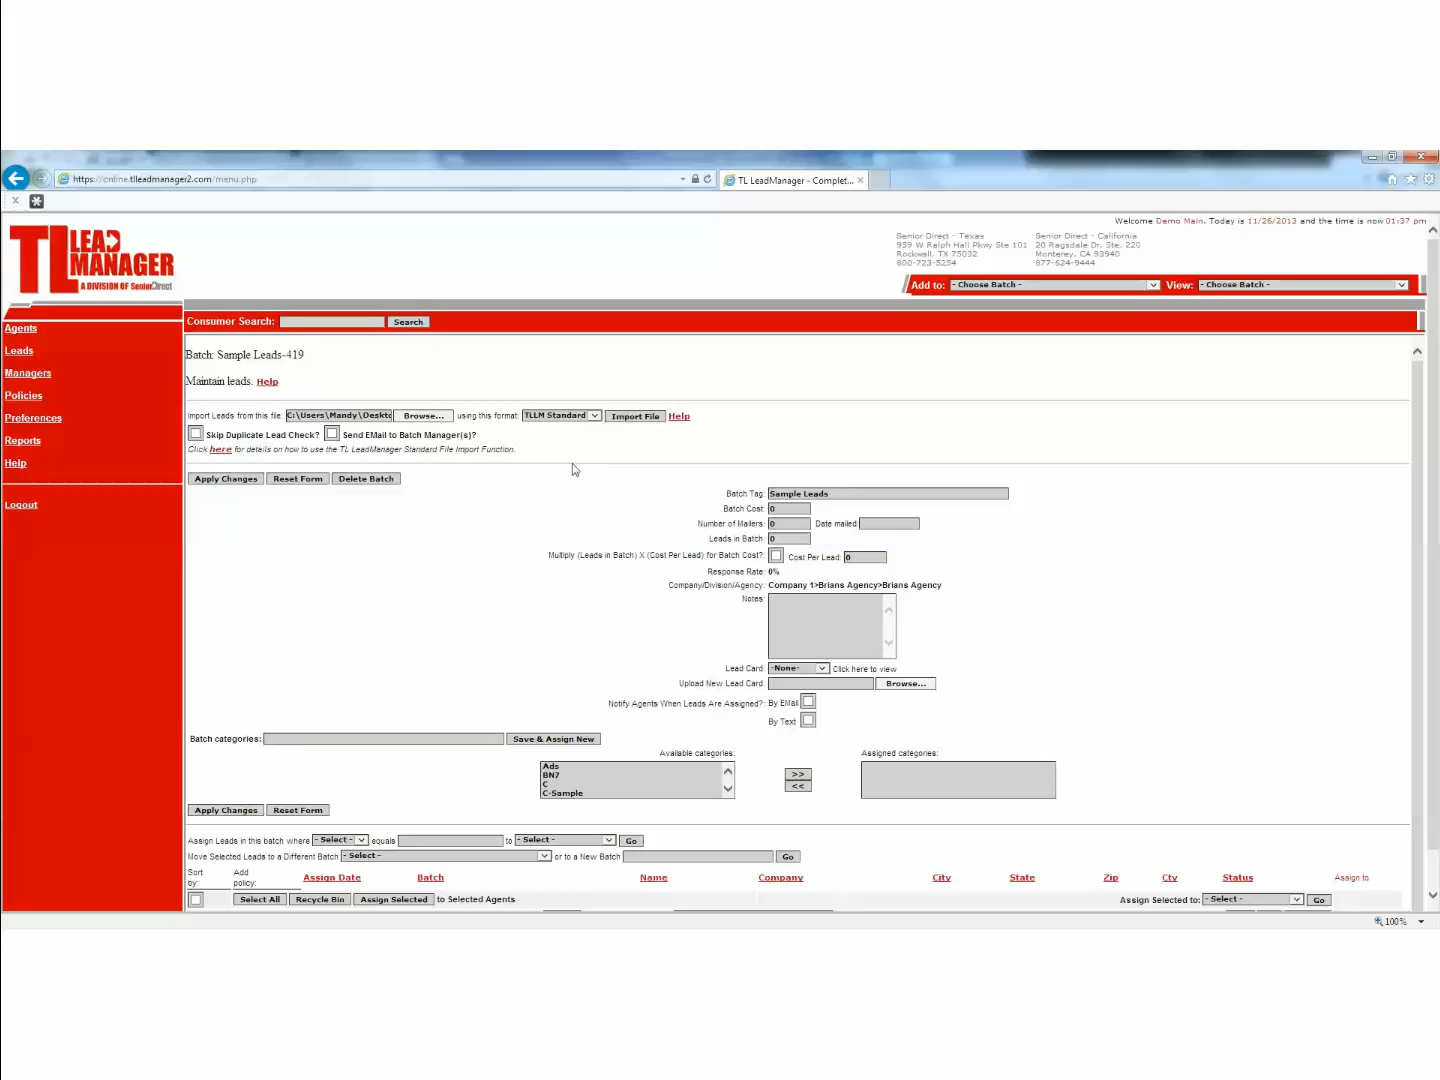 https://online.tlleadmanager2.com/menu.php
TL LeadManager - Complet...
Welcome Demo Main. Today is 11/26/2013 and the time is now 01:37 pm
TL LEAD MANAGER
A DIVISION OF SeniorDirect
Senior Direct - Texas
959 W Ralph Hall Pkwy Ste 101
Rockwall, TX 75032
800-723-5254
Senior Direct - California
20 Ragsdale Dr. Ste. 220
Monterey, CA 93940
877-624-9444
Add to: - Choose Batch - View: - Choose Batch -
Agents
Leads
Managers
Policies
Preferences
Reports
Help
Logout
Consumer Search: Search
Batch: Sample Leads-419
Maintain leads. Help
Import Leads from this file: C:\Users\Mandy\Deskto Browse... using this format: TLLM Standard Import File Help
Skip Duplicate Lead Check? Send EMail to Batch Manager(s)?
Click here for details on how to use the TL LeadManager Standard File Import Function.
Apply Changes Reset Form Delete Batch
Batch Tag: Sample Leads
Batch Cost: 0
Number of Mailers: 0 Date mailed:
Leads in Batch: 0
Multiply (Leads in Batch) X (Cost Per Lead) for Batch Cost?: Cost Per Lead: 0
Response Rate: 0%
Company/Division/Agency: Company 1>Brians Agency>Brians Agency
Notes:
Lead Card: -None- Click here to view
Upload New Lead Card: Browse...
Notify Agents When Leads Are Assigned?: By EMail
By Text
Batch categories: Save & Assign New
Available categories: Assigned categories:
Ads
BN7
C
C-Sample
>>
<<
Apply Changes Reset Form
Assign Leads in this batch where - Select - equals to - Select - Go
Move Selected Leads to a Different Batch - Select - or to a New Batch Go
Sort by: Add policy: Assign Date Batch Name Company City State Zip Cty Status Assign to
Select All Recycle Bin Assign Selected to Selected Agents Assign Selected to: - Select - Go
100%